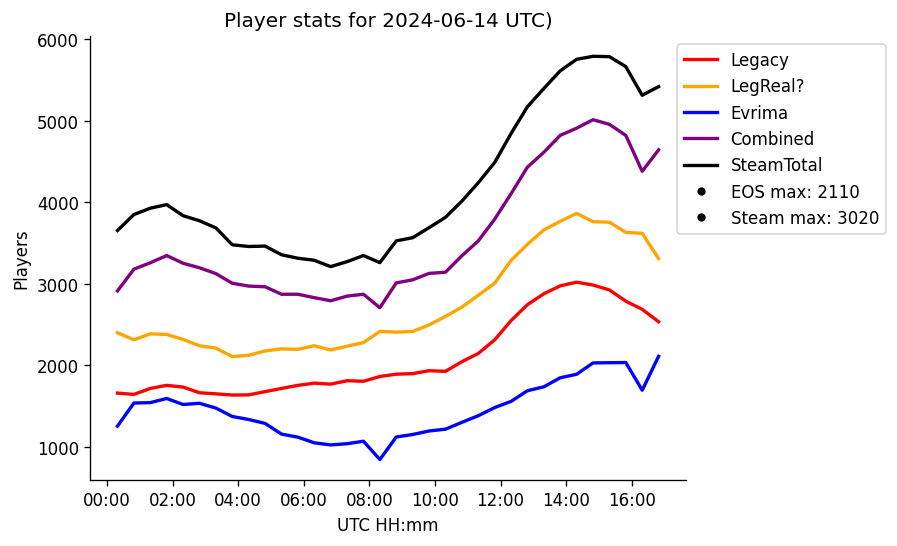 Player stats for 2024-06-14 UTC)
6000
5000
4000
3000
2000
1000
Players
00:00 02:00 04:00 06:00 08:00 10:00 12:00 14:00 16:00
UTC HH:mm
Legacy
LegReal?
Evrima
Combined
SteamTotal
EOS max: 2110
Steam max: 3020